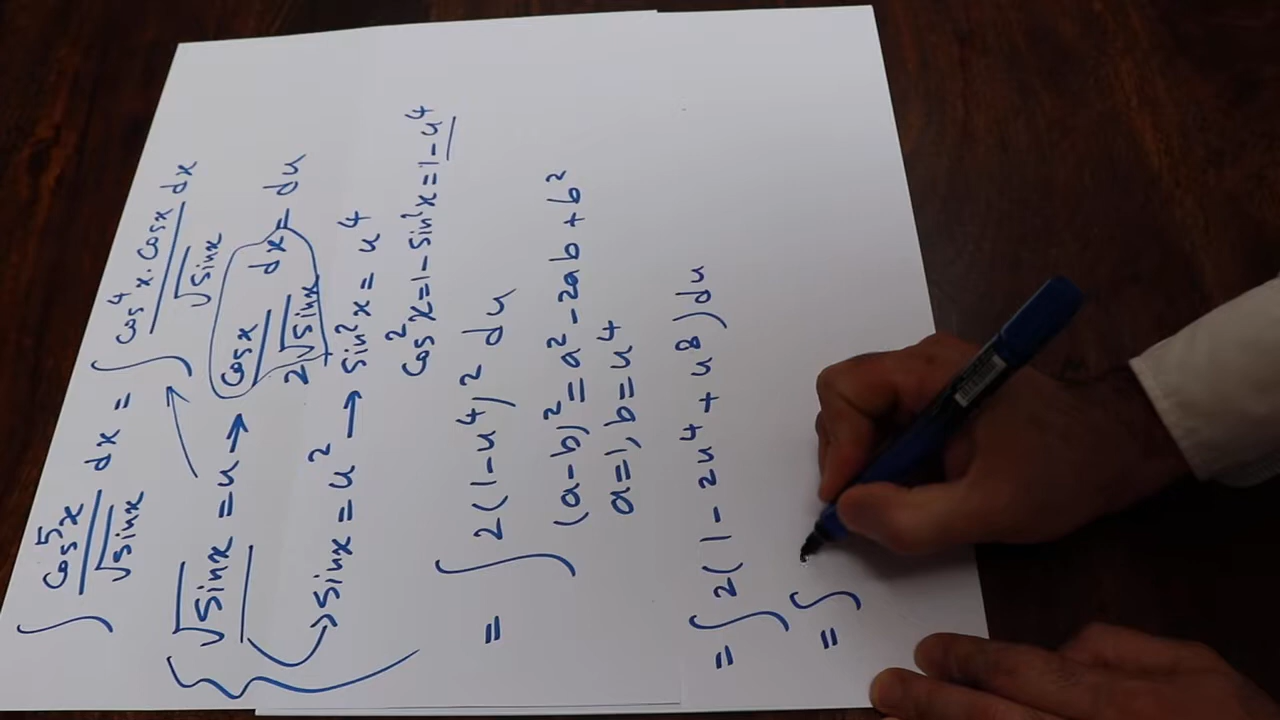 ∫ cos⁵x / √sinx dx = ∫ cos⁴x · cosx / √sinx dx
√sinx = u → cosx / 2√sinx dx = du
sinx = u² → sin²x = u⁴
cos²x = 1 - sin²x = 1 - u⁴
= ∫ 2(1 - u⁴)² du
(a - b)² = a² - 2ab + b²
a = 1, b = u⁴
= ∫ 2(1 - 2u⁴ + u⁸) du
= ∫